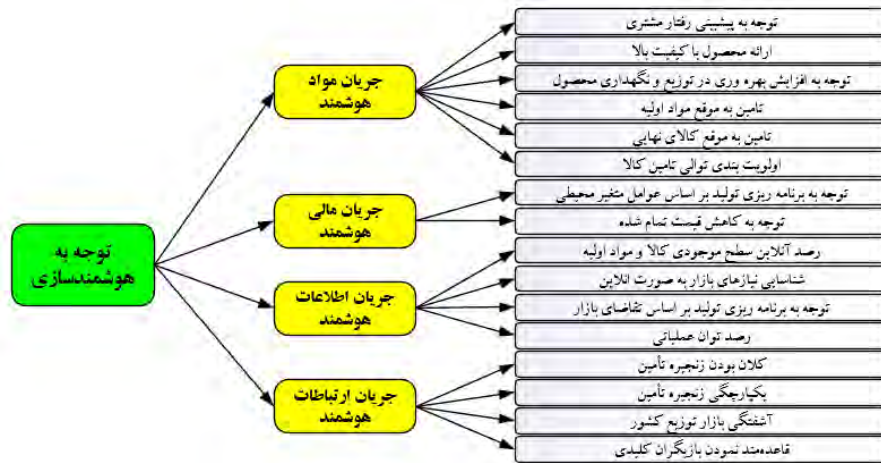 توجه به
هوشمندسازی
جریان مواد
هوشمند
توجه به پیشبینی رفتار مشتری
ارائه محصول با کیفیت بالا
توجه به افزایش بهره وری در توزیع و نگهداری محصول
تامین به موقع مواد اولیه
تامین به موقع کالای نهایی
اولویت بندی توالی تامین کالا
جریان مالی
هوشمند
توجه به برنامه ریزی تولید بر اساس عوامل متغیر محیطی
توجه به کاهش قیمت تمام شده
جریان اطلاعات
هوشمند
رصد آنلاین سطح موجودی کالا و مواد اولیه
شناسایی نیازهای بازار به صورت انلاین
توجه به برنامه ریزی تولید بر اساس تقاضای بازار
رصد توان عملیاتی
جریان ارتباطات
هوشمند
کلان بودن زنجیره تأمین
یکپارچگی زنجیره تأمین
آشفتگی بازار توزیع کشور
قاعده‌مند نمودن بازیگران کلیدی